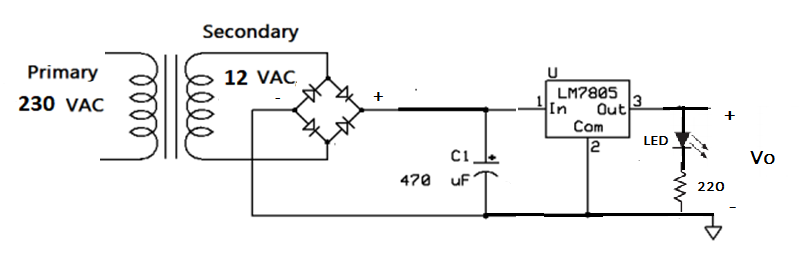 Secondary
Primary
12 VAC
230 VAC
-
+
U
LM7805
1
In
Out
3
Com
2
+
LED
Vo
C1
+
470
uF
220
-